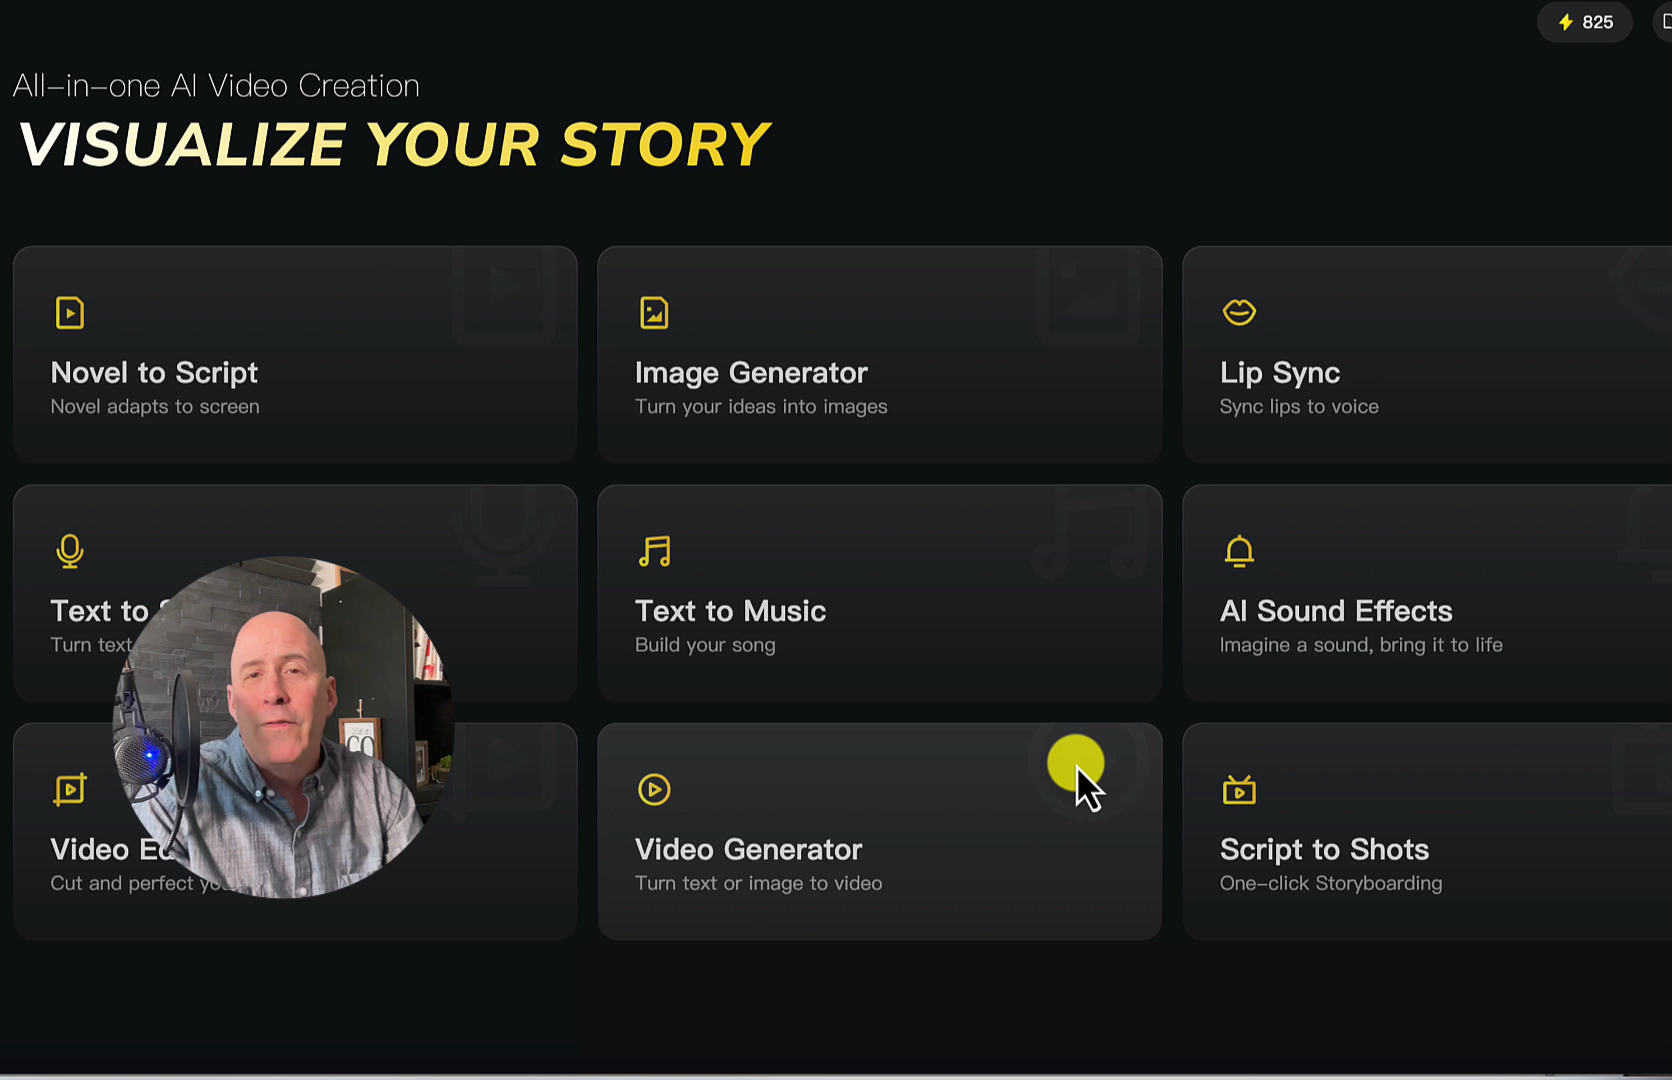 825
All-in-one AI Video Creation
VISUALIZE YOUR STORY
Novel to Script
Novel adapts to screen
Image Generator
Turn your ideas into images
Lip Sync
Sync lips to voice
Text to
Turn text
Text to Music
Build your song
AI Sound Effects
Imagine a sound, bring it to life
Video
Cut and perfect
Video Generator
Turn text or image to video
Script to Shots
One-click Storyboarding